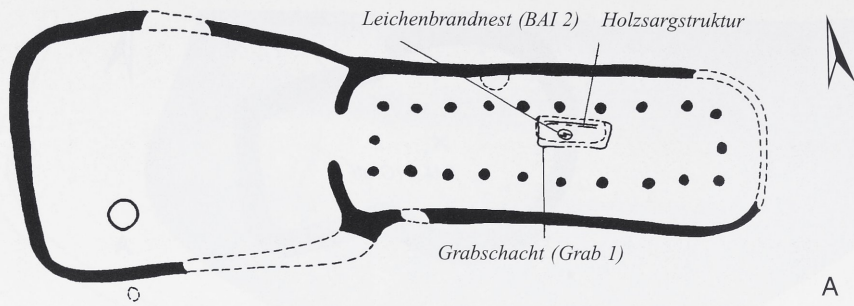 Leichenbrandnest (BAI 2) Holzsargstruktur
Grabschacht (Grab 1)
A